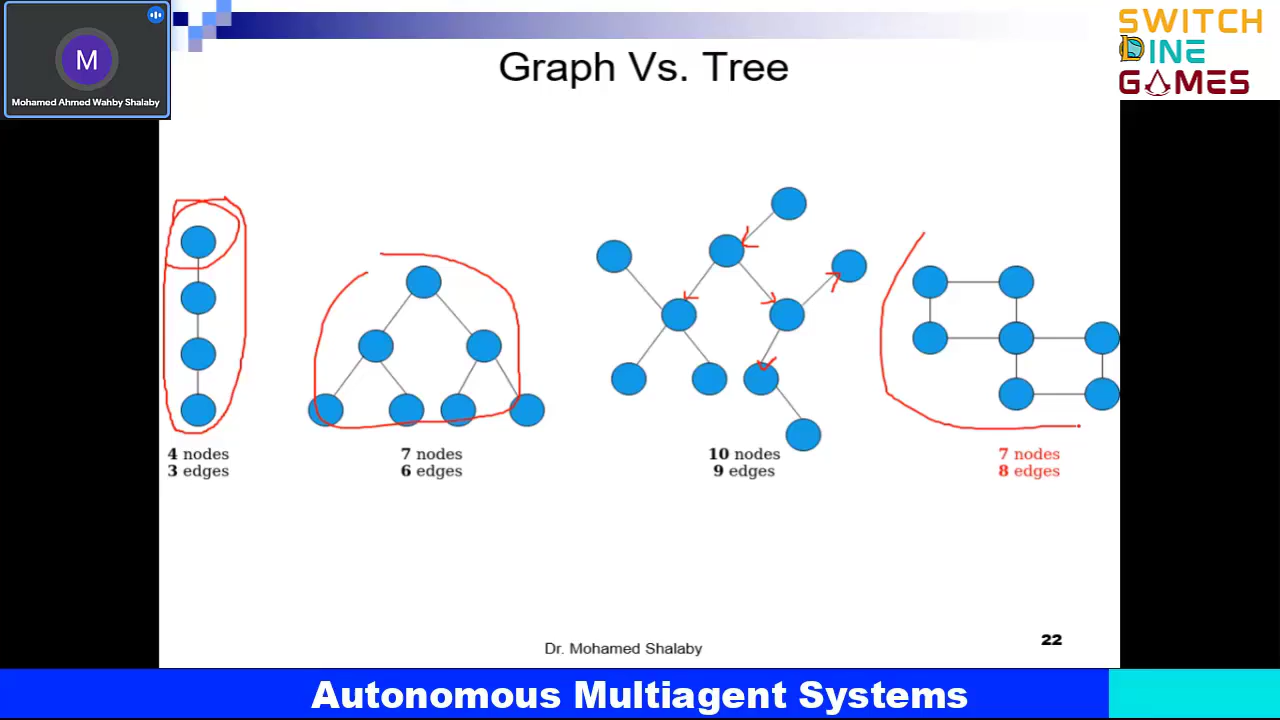 M
Mohamed Ahmed Wahby Shalaby
SWITCH
DINE
GAMES
Graph Vs. Tree
4 nodes
3 edges
7 nodes
6 edges
10 nodes
9 edges
7 nodes
8 edges
Dr. Mohamed Shalaby
22
Autonomous Multiagent Systems